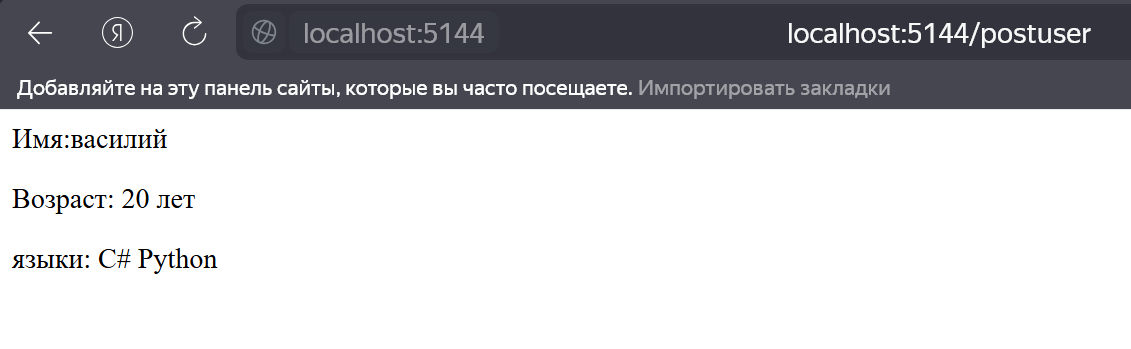 Я localhost:5144 localhost:5144/postuser
Добавляйте на эту панель сайты, которые вы часто посещаете. Импортировать закладки
Имя:василий
Возраст: 20 лет
языки: C# Python